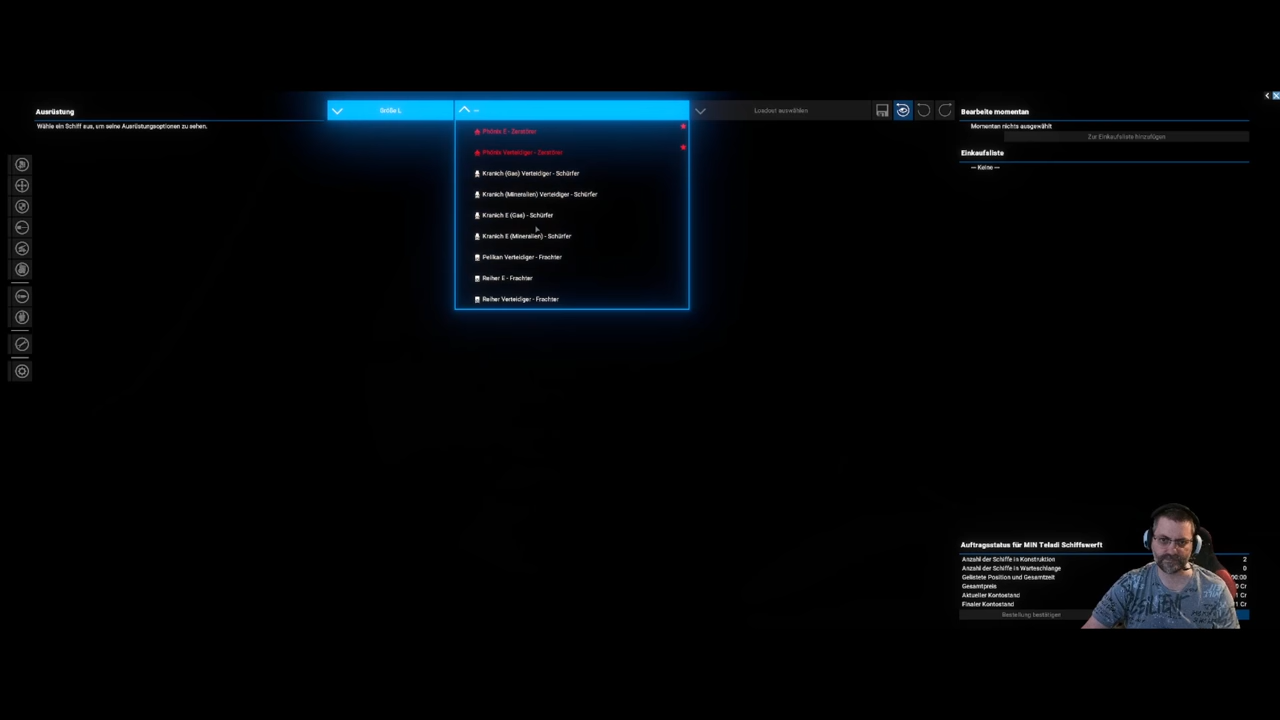 Ausrüstung
Wähle ein Schiff aus, um seine Ausrüstungsoptionen zu sehen.
Größe L
--
Loadout auswählen
Phönix E - Zerstörer
Phönix Verteidiger - Zerstörer
Kranich (Gas) Verteidiger - Schürfer
Kranich (Mineralien) Verteidiger - Schürfer
Kranich E (Gas) - Schürfer
Kranich E (Mineralien) - Schürfer
Pelikan Verteidiger - Frachter
Reiher E - Frachter
Reiher Verteidiger - Frachter
Bearbeite momentan
Momentan nichts ausgewählt
Zur Einkaufsliste hinzufügen
Einkaufsliste
-- Keine --
Auftragsstatus für MIN Teladi Schiffswerft
Anzahl der Schiffe in Konstruktion 2
Anzahl der Schiffe in Warteschlange 0
Gelistete Position und Gesamtzeit
Gesamtpreis
Aktueller Kontostand
Finaler Kontostand
Bestellung bestätigen